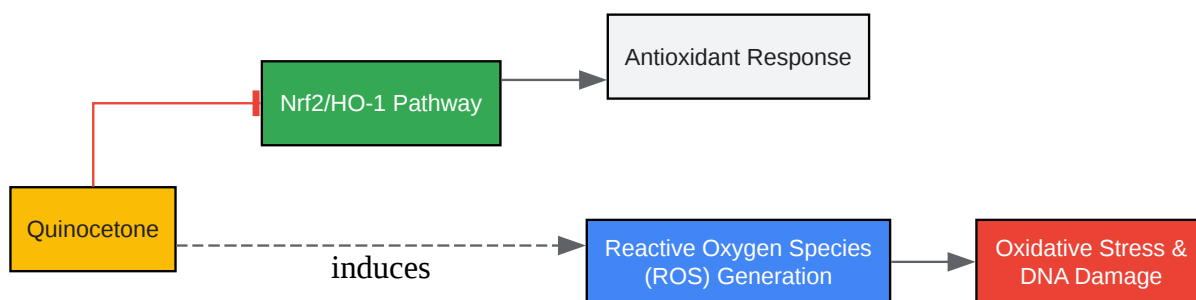 Antioxidant Response
Nrf2/HO-1 Pathway
Quinocetone
induces
Reactive Oxygen Species
(ROS) Generation
Oxidative Stress &
DNA Damage